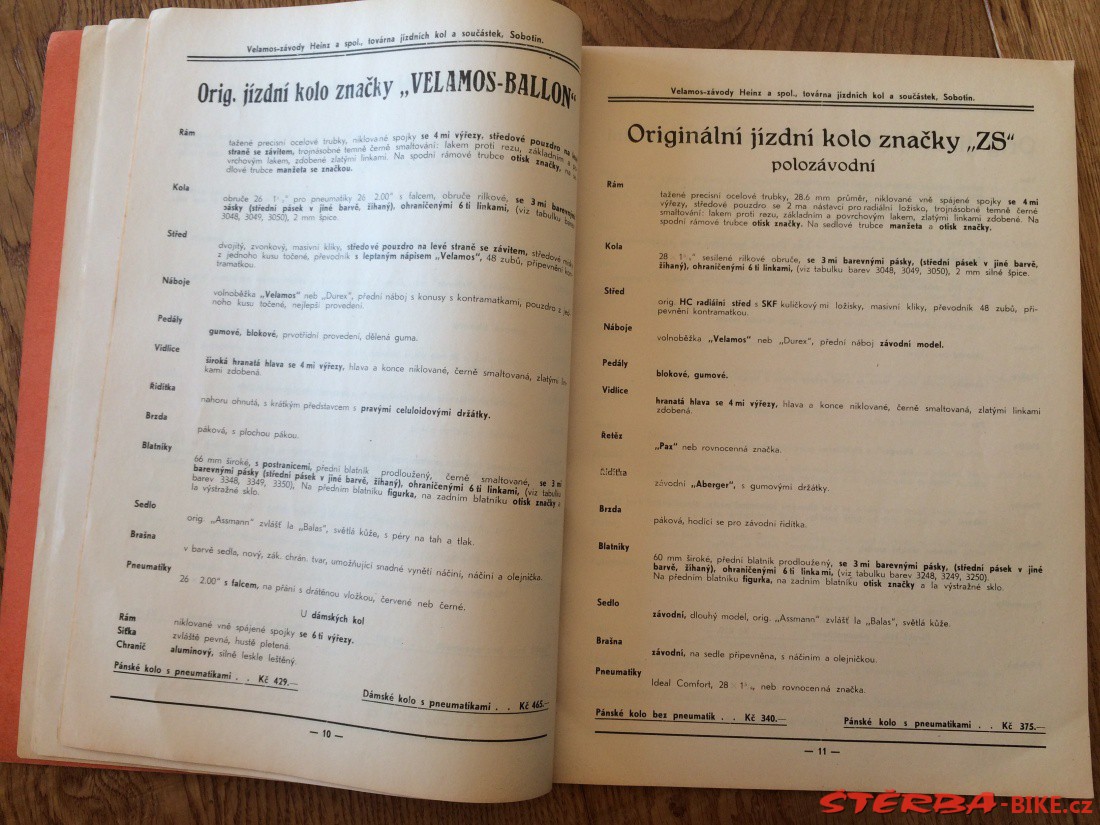 Velamos-závody Heinz a spol., továrna jízdních kol a součástek, Sobotín.
Orig. jízdní kolo značky „VELAMOS-BALLON“
Rám
tažené precisní ocelové trubky, niklované spojky se 4 mi výřezy, středové pouzdro na levé
straně se závitem, trojnásobné temně černé smaltování: lakem proti rezu, základním a
vrchovým lakem, zdobené zlatými linkami. Na spodní rámové trubce otisk značky, na
dlové trubce manžeta se značkou.
Kola
obruče 26 pro pneumatiky 26 2.00" s falcem, obruče rilkové, se 3 mi barevnými
pásky (střední pásek v jiné barvě, žíhaný), ohraničenými 6 ti linkami, (viz tabulku barev
3048, 3049, 3050), 2 mm špice.
Střed
dvojitý, zvonkový, masivní kliky, středové pouzdro na levé straně se závitem, středové
z jednoho kusu točené, převodník s leptaným nápisem „Velamos“, 48 zubů, připevnění kon
tramatkou.
Náboje
volnoběžka „Velamos“ neb „Durex“, přední náboj s konusy s kontramatkami, pouzdro z jed
noho kusu točené, nejlepší provedení.
Pedály
gumové, blokové, prvotřídní provedení, dělená guma.
Vidlice
široká hranatá hlava se 4 mi výřezy, hlava a konce niklované, černě smaltovaná, zlatými lin
kami zdobená.
Řidítka
nahoru ohnutá, s krátkým představcem s pravými celuloidovými držátky.
Brzda
páková, s plochou pákou.
Blatníky
66 mm široké, s postranicemi, přední blatník prodloužený, černě smaltované, se 3 mi
barevnými pásky (střední pásek v jiné barvě, žíhaný), ohraničenými 6 ti linkami, (viz tabulku
barev 3348, 3349, 3350), Na předním blatníku figurka, na zadním blatníku otisk značky a
Ia výstražné sklo.
Sedlo
orig. „Assmann“ zvlášť Ia „Balas“, světlá kůže, s péry na tah a tlak.
Brašna
v barvě sedla, nový, zák. chrán. tvar, umožňující snadné vynětí náčiní, náčiní a olejnička.
Pneumatiky
26 2.00" s falcem, na přání s drátěnou vložkou, červené neb černé.
U dámských kol
Rám
niklované vně spájené spojky se 6 ti výřezy.
Síťka
zvláště pevná, hustě pletená.
Chránič
aluminový, silně leskle leštěný.
Pánské kolo s pneumatikami . . Kč 429.—
Dámské kolo s pneumatikami . . Kč 465.—
— 10 —
Velamos-závody Heinz a spol., továrna jízdních kol a součástek, Sobotín.
Originální jízdní kolo značky „ZS“
polozávodní
Rám
tažené precisní ocelové trubky, 28.6 mm průměr, niklované vně spájené spojky se 4 mi
výřezy, středové pouzdro se 2 ma nástavci pro radiální ložisko, trojnásobné temně černé
smaltování: lakem proti rezu, základním a povrchovým lakem, zlatými linkami zdobené. Na
spodní rámové trubce otisk značky. Na sedlové trubce manžeta a otisk značky.
Kola
28 sesílené rilkové obruče, se 3 mi barevnými pásky, (střední pásek v jiné barvě,
žíhaný), ohraničenými 6 ti linkami, (viz tabulku barev 3048, 3049, 3050), 2 mm silné špice.
Střed
orig. HC radiální střed s SKF kuličkovými ložisky, masivní kliky, převodník 48 zubů, při-
pevnění kontramatkou.
Náboje
volnoběžka „Velamos“ neb „Durex“, přední náboj závodní model.
Pedály
blokové, gumové.
Vidlice
hranatá hlava se 4 mi výřezy, hlava a konce niklované, černě smaltovaná, zlatými linkami
zdobená.
Řetěz
„Pax“ neb rovnocenná značka.
Řidítka
závodní „Aberger“, s gumovými držátky.
Brzda
páková, hodící se pro závodní řidítka.
Blatníky
60 mm široké, přední blatník prodloužený, se 3 mi barevnými pásky, (střední pásek v jiné
barvě, žíhaný), ohraničenými 6 ti linkami, (viz tabulku barev 3248, 3249, 3250).
Na předním blatníku figurka, na zadním blatníku otisk značky a Ia výstražné sklo.
Sedlo
závodní, dlouhý model, orig. „Assmann“ zvlášť Ia „Balas“, světlá kůže.
Brašna
závodní, na sedle připevněna, s náčiním a olejničkou.
Pneumatiky
Ideal Comfort, 28 neb rovnocenná značka.
Pánské kolo bez pneumatik . . Kč 340.—
Pánské kolo s pneumatikami . . Kč 375.—
— 11 —
STĚRBA-BIKE.cz